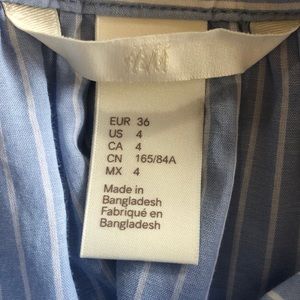 H&M
EUR 36
US 4
CA 4
CN 165/84A
MX 4
Made in
Bangladesh
Fabriqué en
Bangladesh